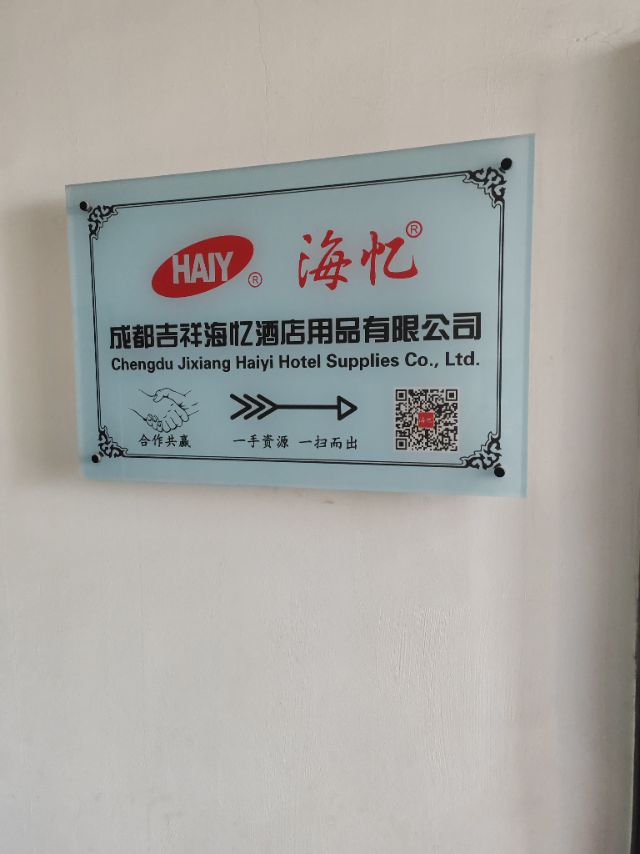 HAIY® 海忆®
成都吉祥海忆酒店用品有限公司
Chengdu Jixiang Haiyi Hotel Supplies Co., Ltd.
合作共赢 一手资源 一扫而出